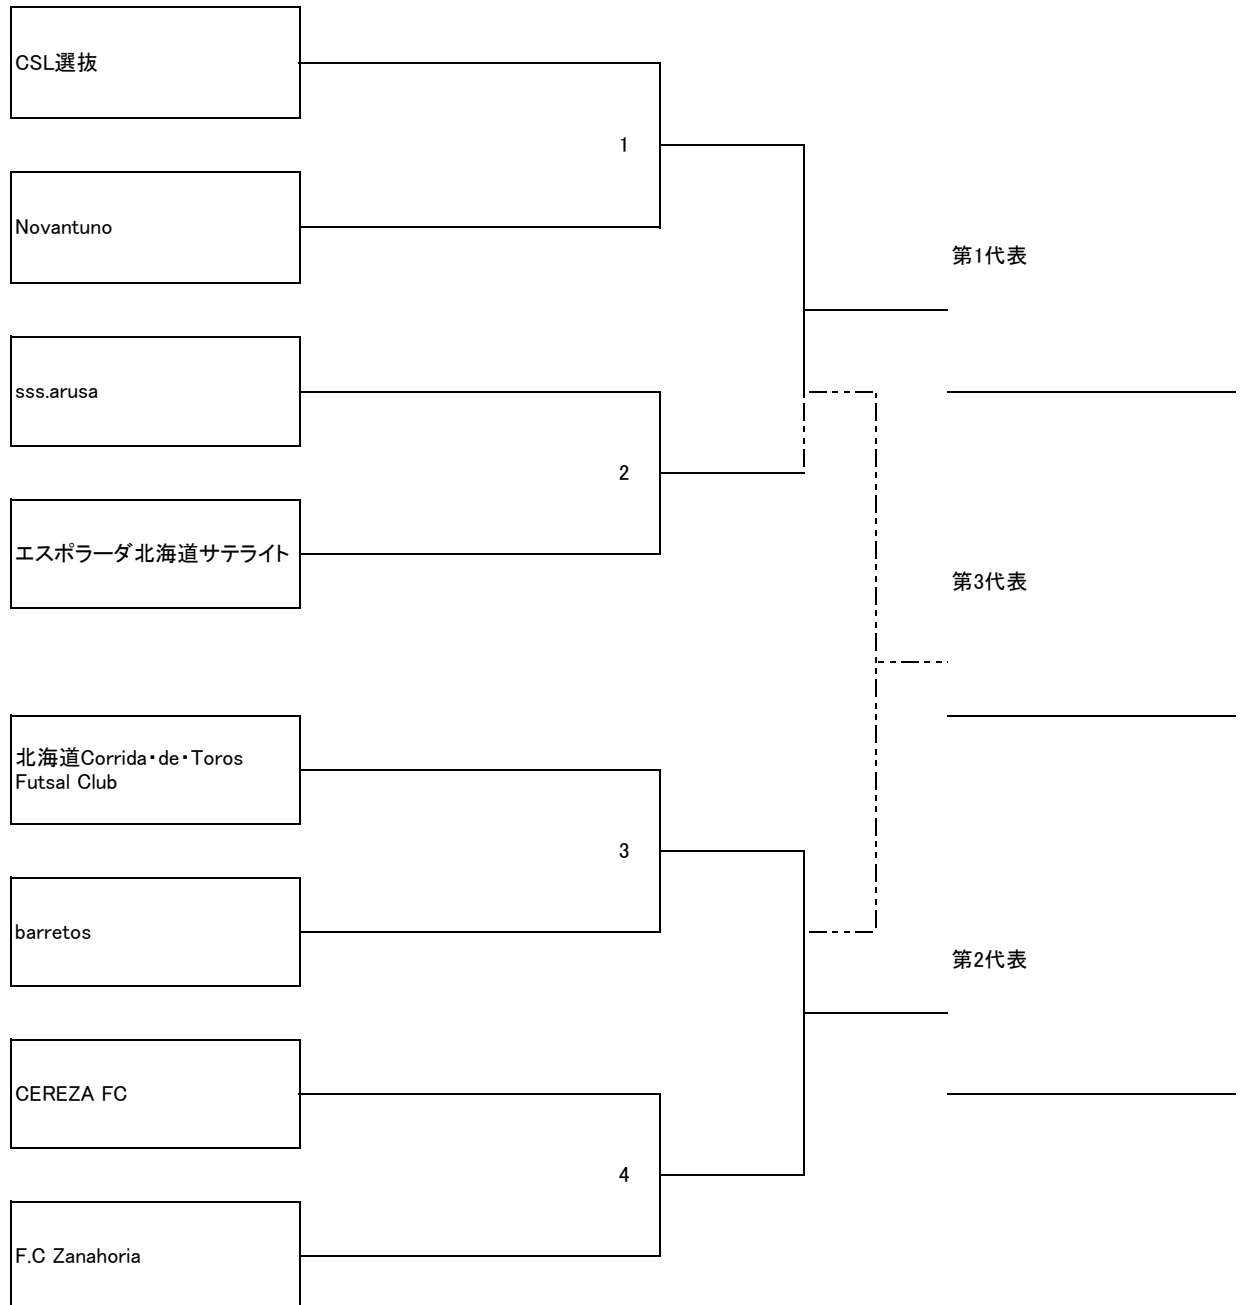 CSL選抜
1
Novantuno
第1代表
sss.arusa
2
エスポラーダ北海道サテライト
第3代表
北海道Corrida・de・Toros
Futsal Club
3
barretos
第2代表
CEREZA FC
4
F.C Zanahoria